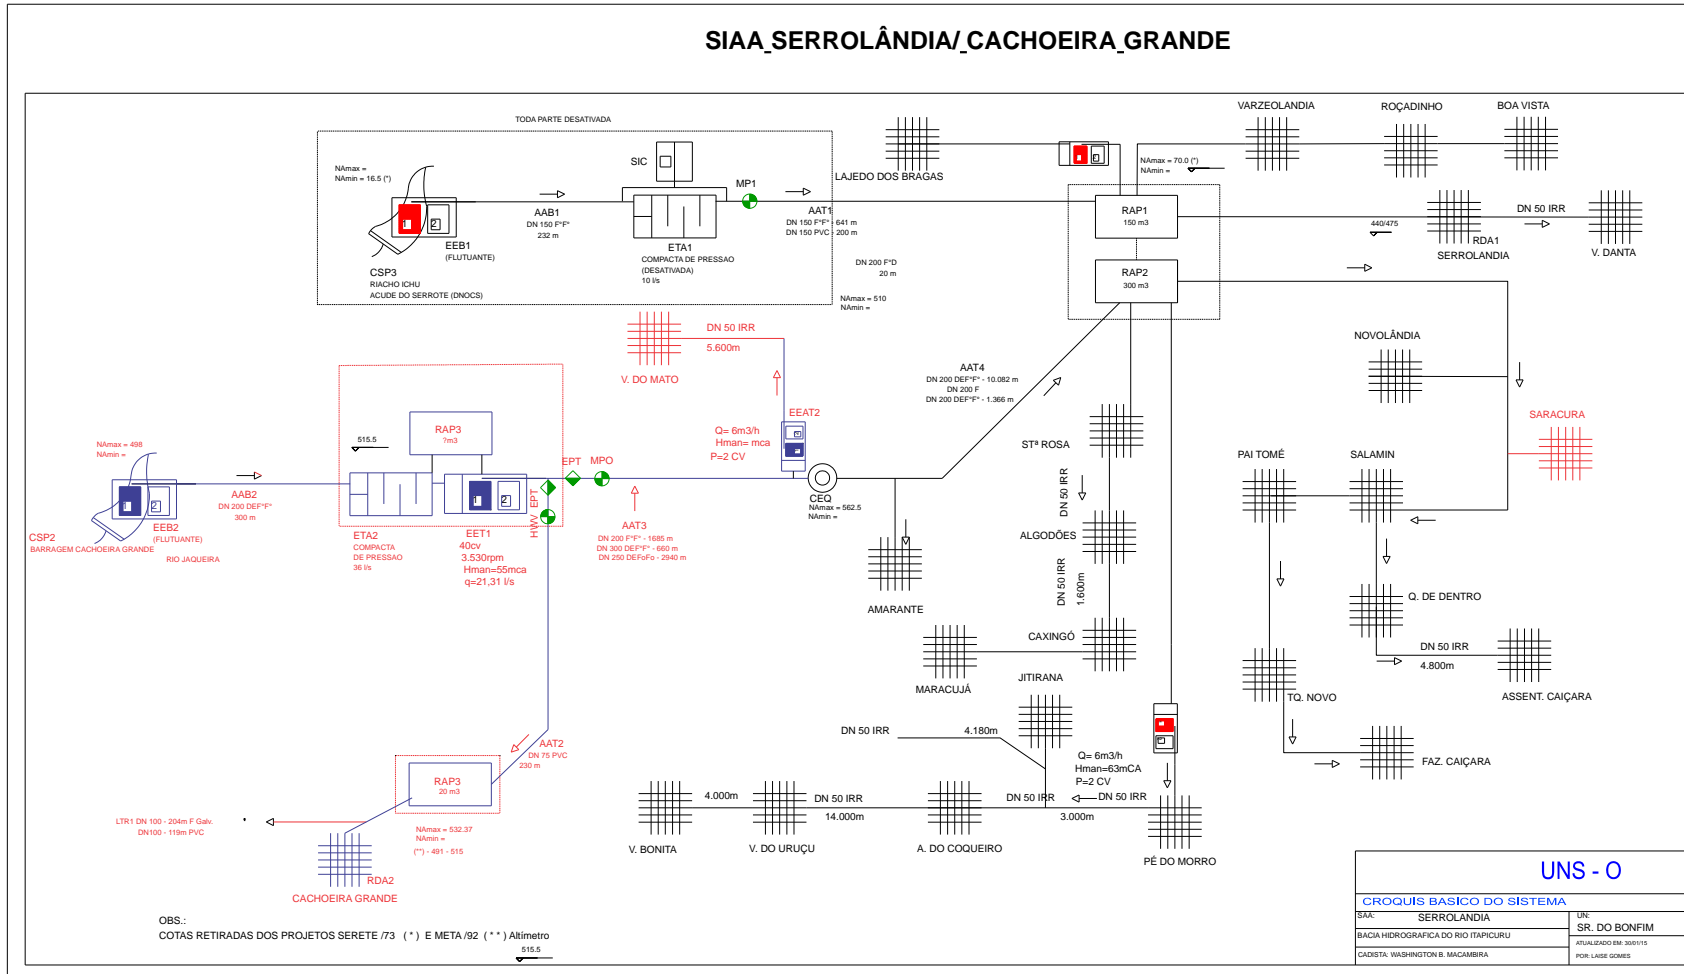 SIAA_SERROLÂNDIA/_CACHOEIRA_GRANDE
TODA PARTE DESATIVADA
NAmax =
NAmin = 16.5 (*)
SIC
MP1
AAB1
DN 150 F°F°
232 m
EEB1
(FLUTUANTE)
CSP3
RIACHO ICHU
ACUDE DO SERROTE (DNOCS)
ETA1
COMPACTA DE PRESSAO
(DESATIVADA)
10 l/s
AAT1
DN 150 F°F° - 641 m
DN 150 PVC - 200 m
DN 200 F°D
20 m
NAmax = 510
NAmin =
LAJEDO DOS BRAGAS
NAmax = 70.0 (*)
NAmin =
VARZEOLANDIA
ROÇADINHO
BOA VISTA
RAP1
150 m3
RAP2
300 m3
440/475
RDA1
SERROLANDIA
DN 50 IRR
V. DANTA
NOVOLÂNDIA
SARACURA
PAI TOMÉ
SALAMIN
Q. DE DENTRO
DN 50 IRR
4.800m
ASSENT. CAIÇARA
TQ. NOVO
FAZ. CAIÇARA
DN 50 IRR
5.600m
V. DO MATO
AAT4
DN 200 DEF°F° - 10.082 m
DN 200 F
DN 200 DEF°F° - 1.366 m
EEAT2
Q= 6m3/h
Hman= mca
P=2 CV
CEQ
NAmax = 562.5
NAmin =
NAmax = 498
NAmin =
AAB2
DN 200 DEF°F°
300 m
EEB2
(FLUTUANTE)
CSP2
BARRAGEM CACHOEIRA GRANDE
RIO JAQUEIRA
515.5
RAP3
?m3
ETA2
COMPACTA
DE PRESSAO
36 l/s
EET1
40cv
3.530rpm
Hman=55mca
q=21,31 l/s
EPT
MPO
HWV EPT
AAT3
DN 200 F°F° - 1685 m
DN 300 DEF°F° - 660 m
DN 250 DEFoFo - 2940 m
AMARANTE
STª ROSA
DN 50 IRR
ALGODÕES
DN 50 IRR
1.600m
CAXINGÓ
MARACUJÁ
JITIRANA
DN 50 IRR
4.180m
Q= 6m3/h
Hman=63mCA
P=2 CV
4.000m
DN 50 IRR
14.000m
DN 50 IRR
DN 50 IRR
3.000m
V. BONITA
V. DO URUÇU
A. DO COQUEIRO
PÉ DO MORRO
AAT2
DN 75 PVC
230 m
RAP3
20 m3
LTR1 DN 100 - 204m F Galv.
DN100 - 119m PVC
NAmax = 532.37
NAmin =
(**) - 491 - 515
RDA2
CACHOEIRA GRANDE
OBS.:
COTAS RETIRADAS DOS PROJETOS SERETE /73 ( * ) E META /92 ( * * ) Altímetro
515.5
UNS - O
CROQUIS BASICO DO SISTEMA
SAA: SERROLANDIA
UN: SR. DO BONFIM
BACIA HIDROGRAFICA DO RIO ITAPICURU
ATUALIZADO EM: 30/01/15
CADISTA: WASHINGTON B. MACAMBIRA
POR: LAISE GOMES